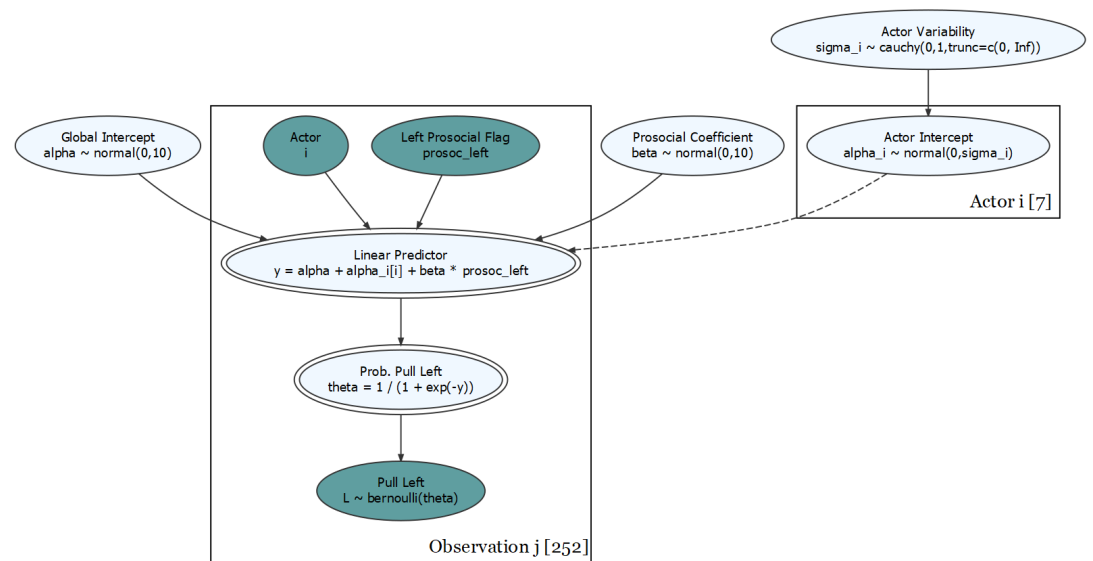 Actor Variability
sigma_i ~ cauchy(0,1,trunc=c(0, Inf))
Global Intercept
alpha ~ normal(0,10)
Actor
i
Left Prosocial Flag
prosoc_left
Prosocial Coefficient
beta ~ normal(0,10)
Actor Intercept
alpha_i ~ normal(0,sigma_i)
Actor i [7]
Linear Predictor
y = alpha + alpha_i[i] + beta * prosoc_left
Prob. Pull Left
theta = 1 / (1 + exp(-y))
Pull Left
L ~ bernoulli(theta)
Observation j [252]